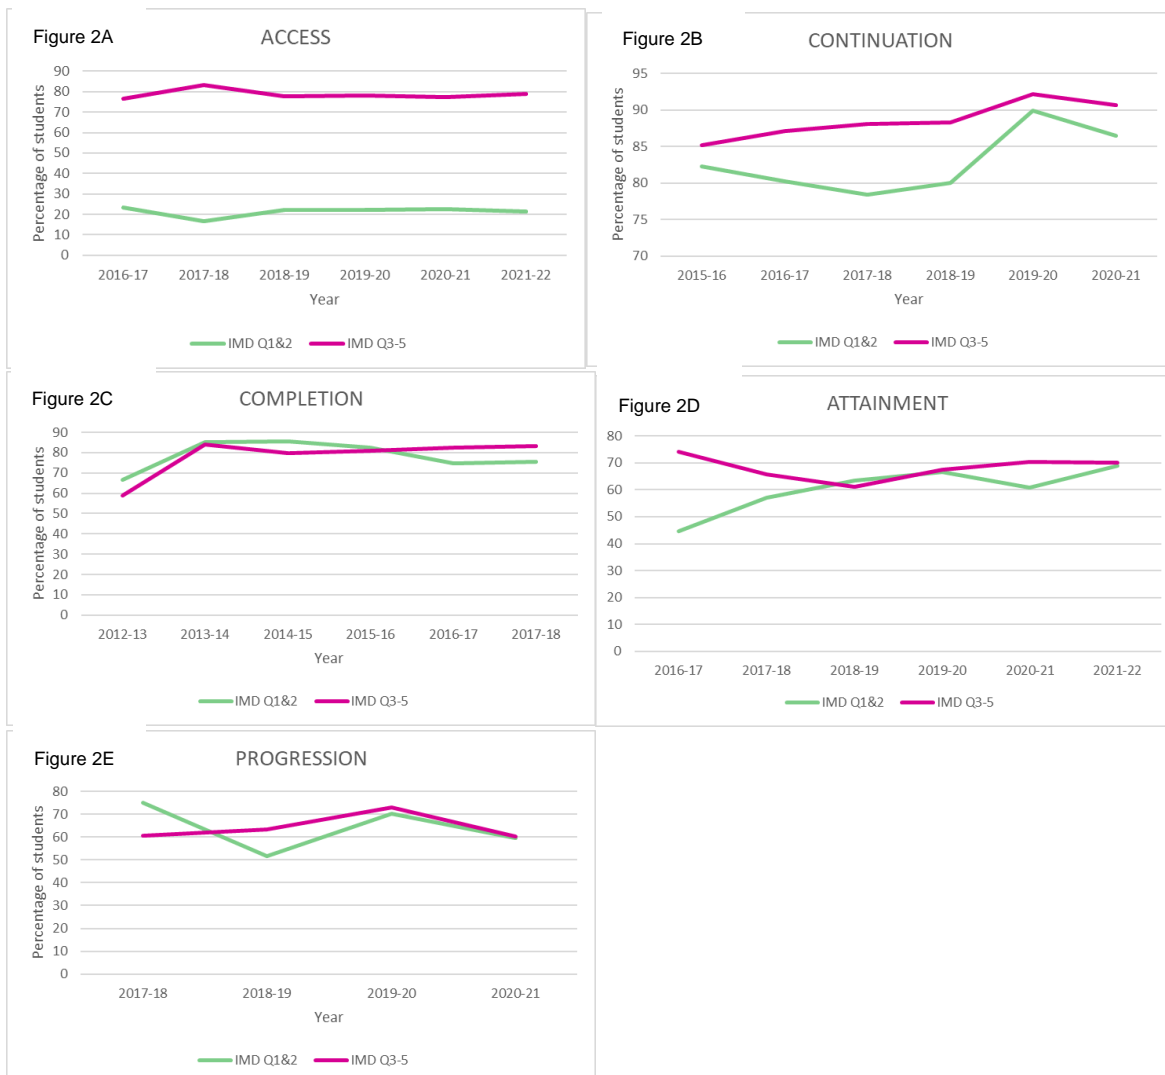 Figure 2A
ACCESS
Percentage of students
90
80
70
60
50
40
30
20
10
0
2016-17 2017-18 2018-19 2019-20 2020-21 2021-22
Year
IMD Q1&2 IMD Q3-5
Figure 2B
CONTINUATION
Percentage of students
95
90
85
80
75
70
2015-16 2016-17 2017-18 2018-19 2019-20 2020-21
Year
IMD Q1&2 IMD Q3-5
Figure 2C
COMPLETION
Percentage of students
90
80
70
60
50
40
30
20
10
0
2012-13 2013-14 2014-15 2015-16 2016-17 2017-18
Year
IMD Q1&2 IMD Q3-5
Figure 2D
ATTAINMENT
80
70
60
50
40
30
20
10
0
2016-17 2017-18 2018-19 2019-20 2020-21 2021-22
IMD Q1&2 IMD Q3-5
Figure 2E
PROGRESSION
Percentage of students
80
70
60
50
40
30
20
10
0
2017-18 2018-19 2019-20 2020-21
Year
IMD Q1&2 IMD Q3-5